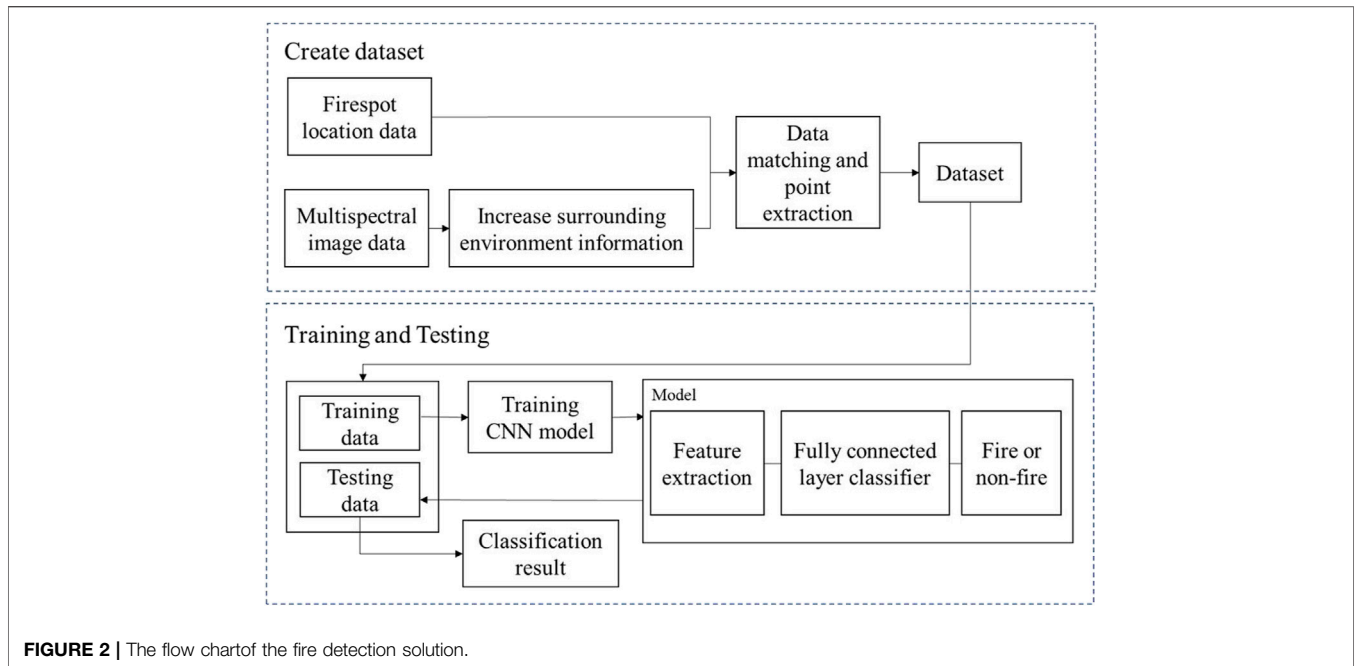 Create dataset
Firespot
location data
Multispectral
image data
Increase surrounding
environment information
Data
matching and
point
extraction
Dataset
Training and Testing
Training
data
Testing
data
Training
CNN model
Classification
result
Model
Feature
extraction
Fully connected
layer classifier
Fire or
non-fire
FIGURE 2 | The flow chartof the fire detection solution.